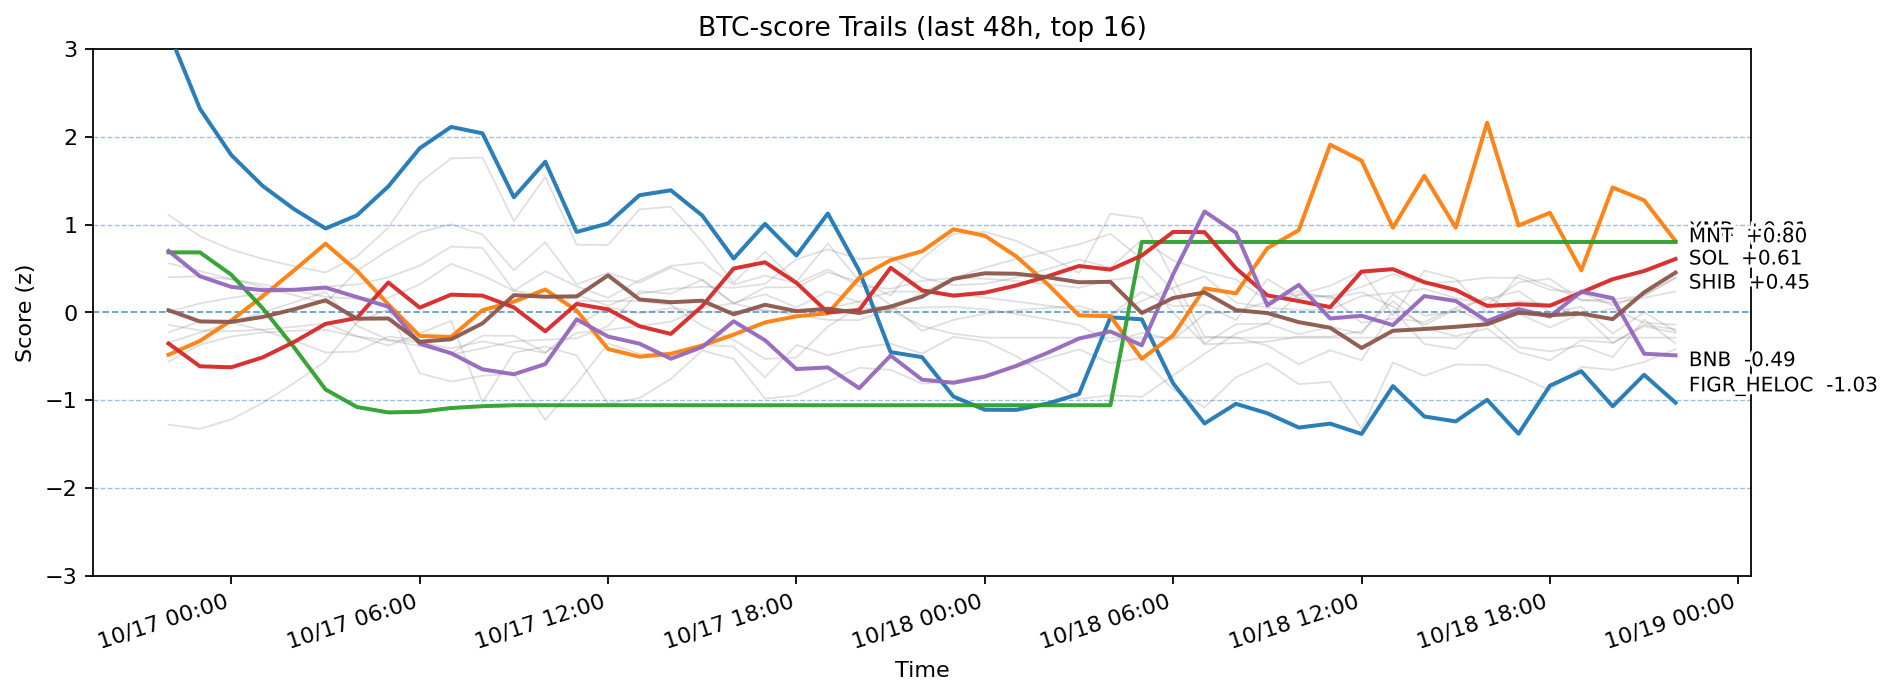 BTC-score Trails (last 48h, top 16)
3
2
1
0
−1
−2
−3
Score (z)
MNT +0.80
SOL +0.61
SHIB +0.45
BNB -0.49
FIGR_HELOC -1.03
10/17 00:00
10/17 06:00
10/17 12:00
10/17 18:00
10/18 00:00
10/18 06:00
10/18 12:00
10/18 18:00
10/19 00:00
Time